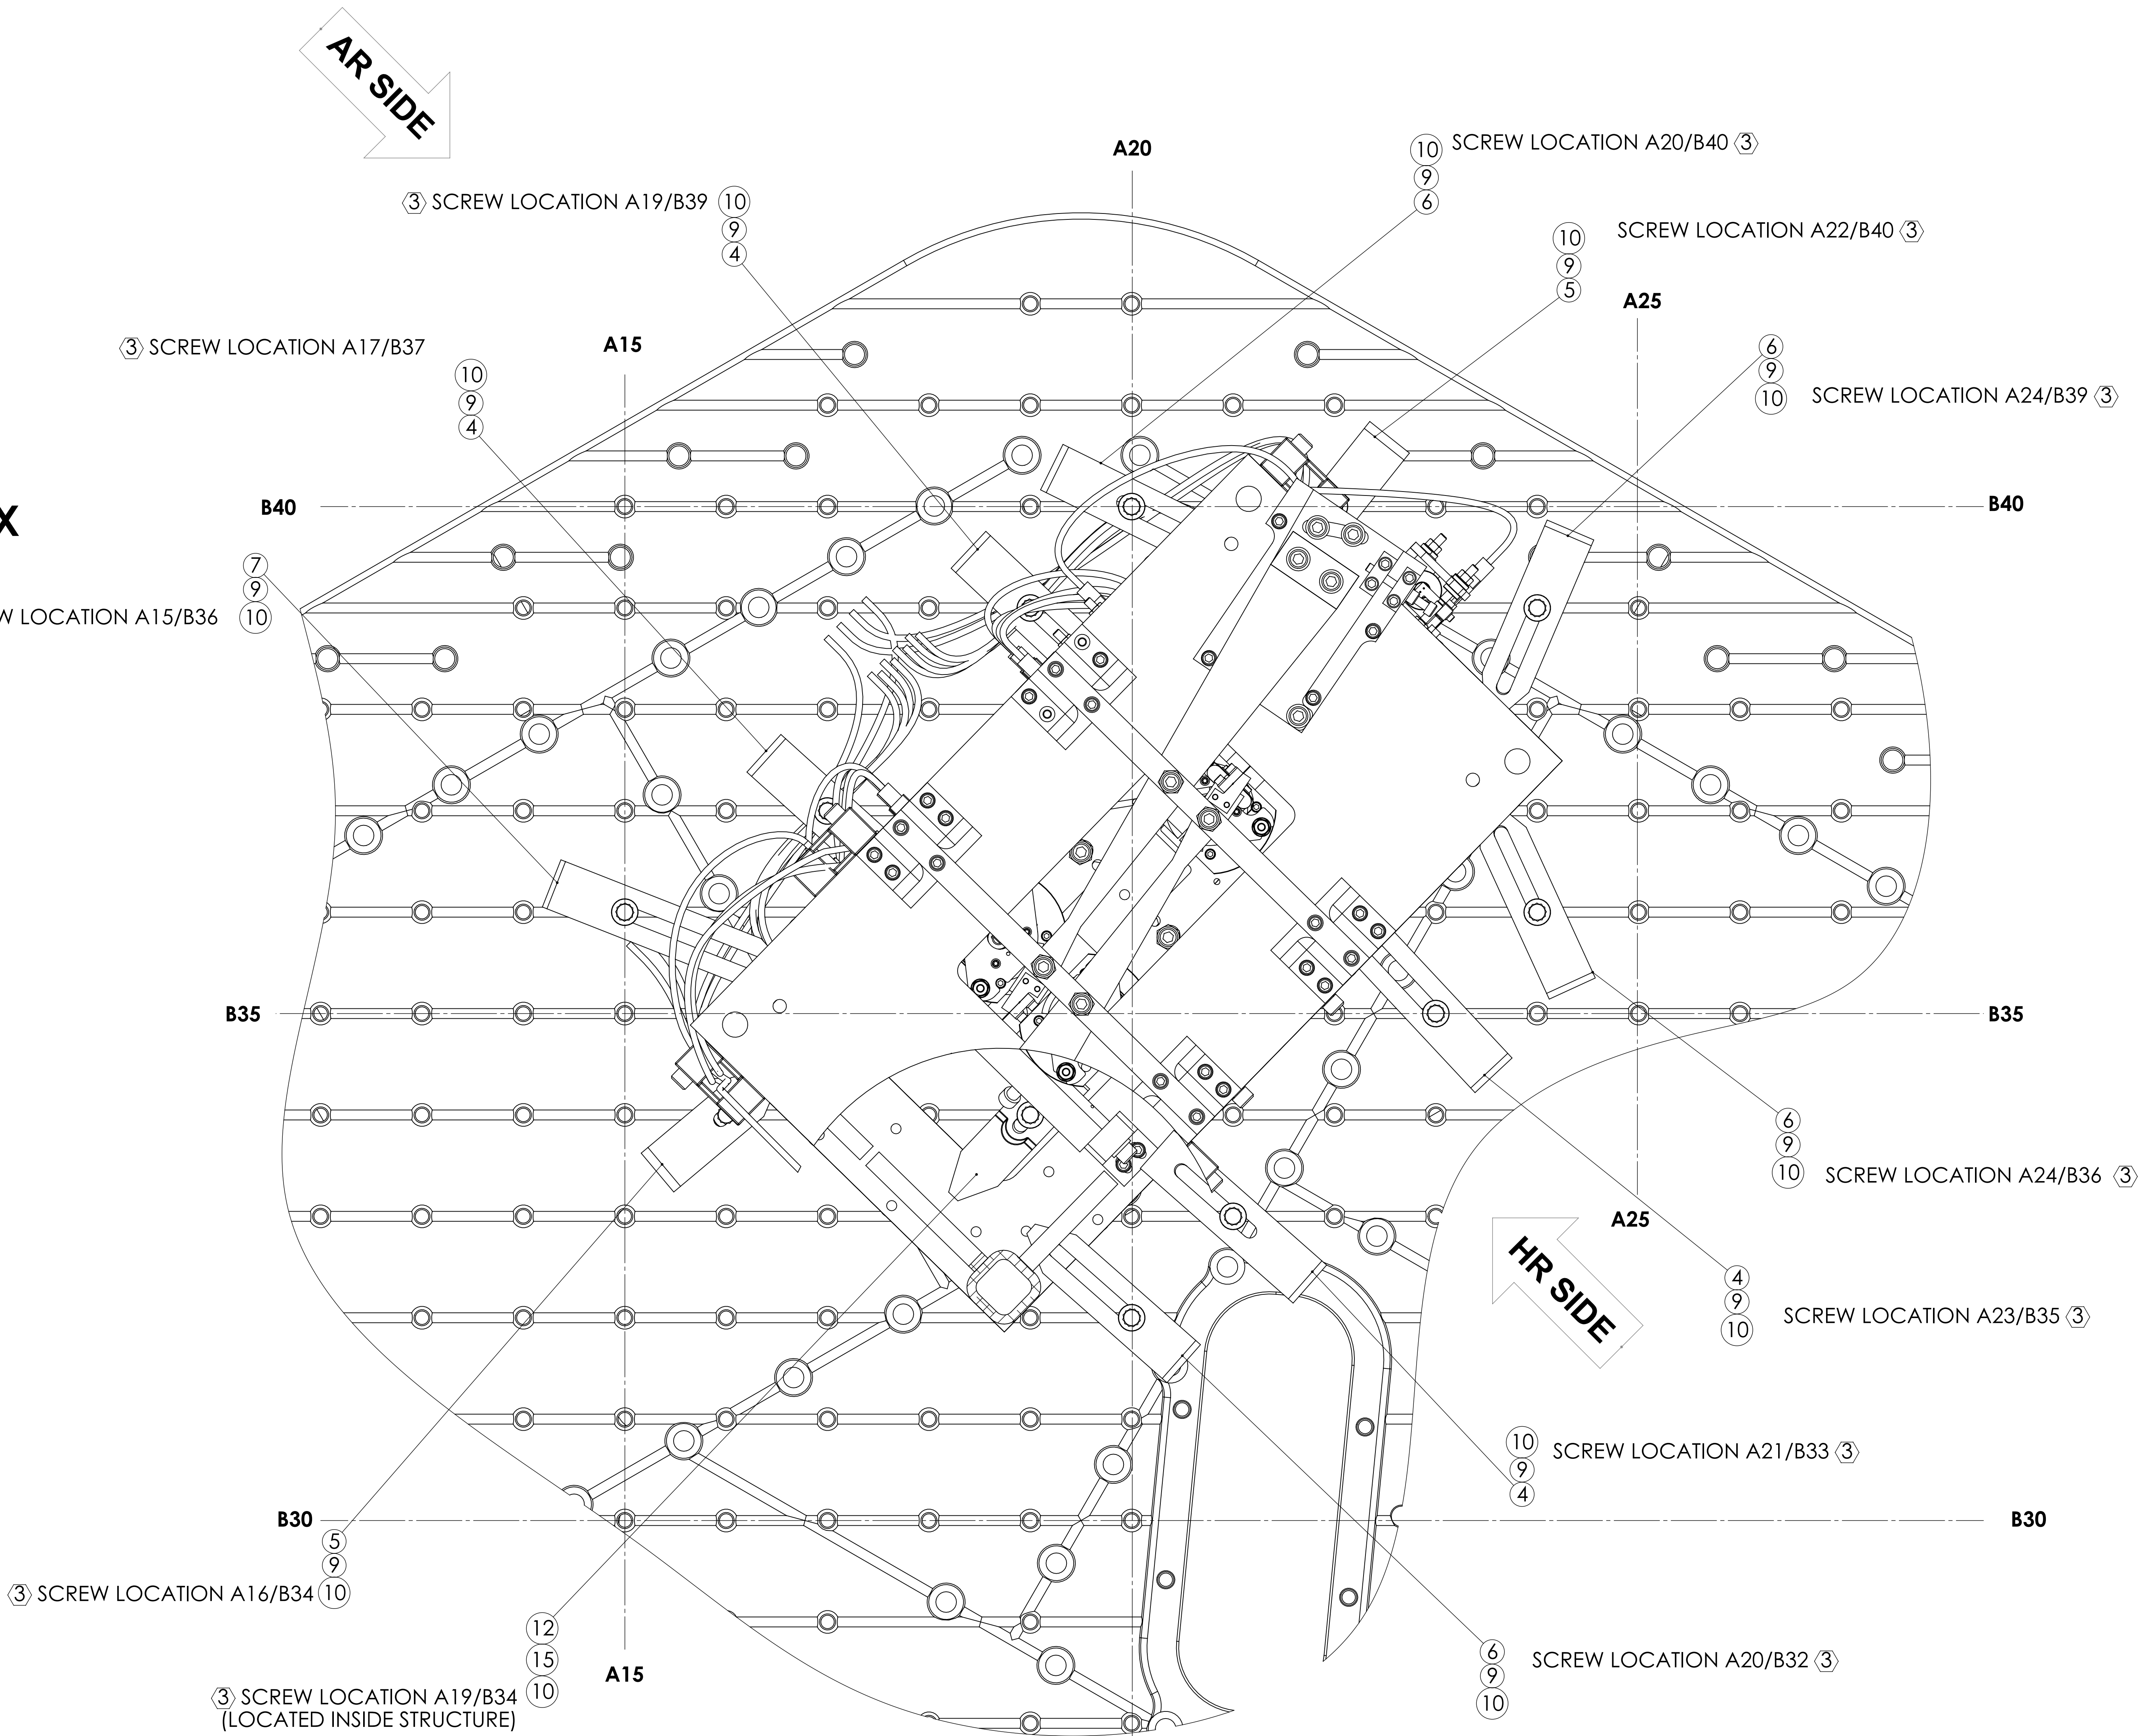 AR SIDE
A20
10 SCREW LOCATION A20/B40 3
9
6
3 SCREW LOCATION A19/B39 10
9
4
10 SCREW LOCATION A22/B40 3
9
5
A25
3 SCREW LOCATION A17/B37
10
9
4
A15
6
9
10 SCREW LOCATION A24/B39 3
X
B40
B40
7
9
W LOCATION A15/B36 10
B35
B35
6
9
10 SCREW LOCATION A24/B36 3
A25
HR SIDE
4
9
10 SCREW LOCATION A23/B35 3
10 SCREW LOCATION A21/B33 3
9
4
B30
B30
5
9
3 SCREW LOCATION A16/B34 10
12
15
3 SCREW LOCATION A19/B34 10
(LOCATED INSIDE STRUCTURE)
A15
6 SCREW LOCATION A20/B32 3
9
10